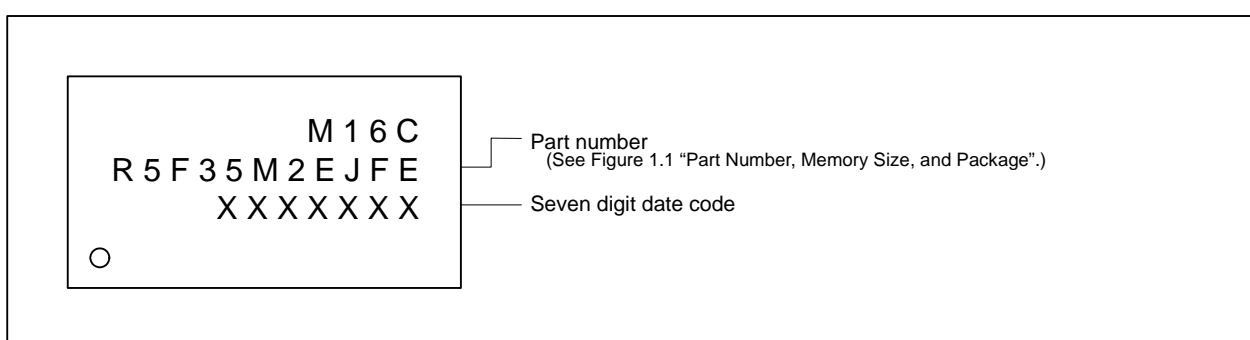 M16C
R5F35M2EJFE
XXXXXXX
Part number
(See Figure 1.1 “Part Number, Memory Size, and Package”.)
Seven digit date code